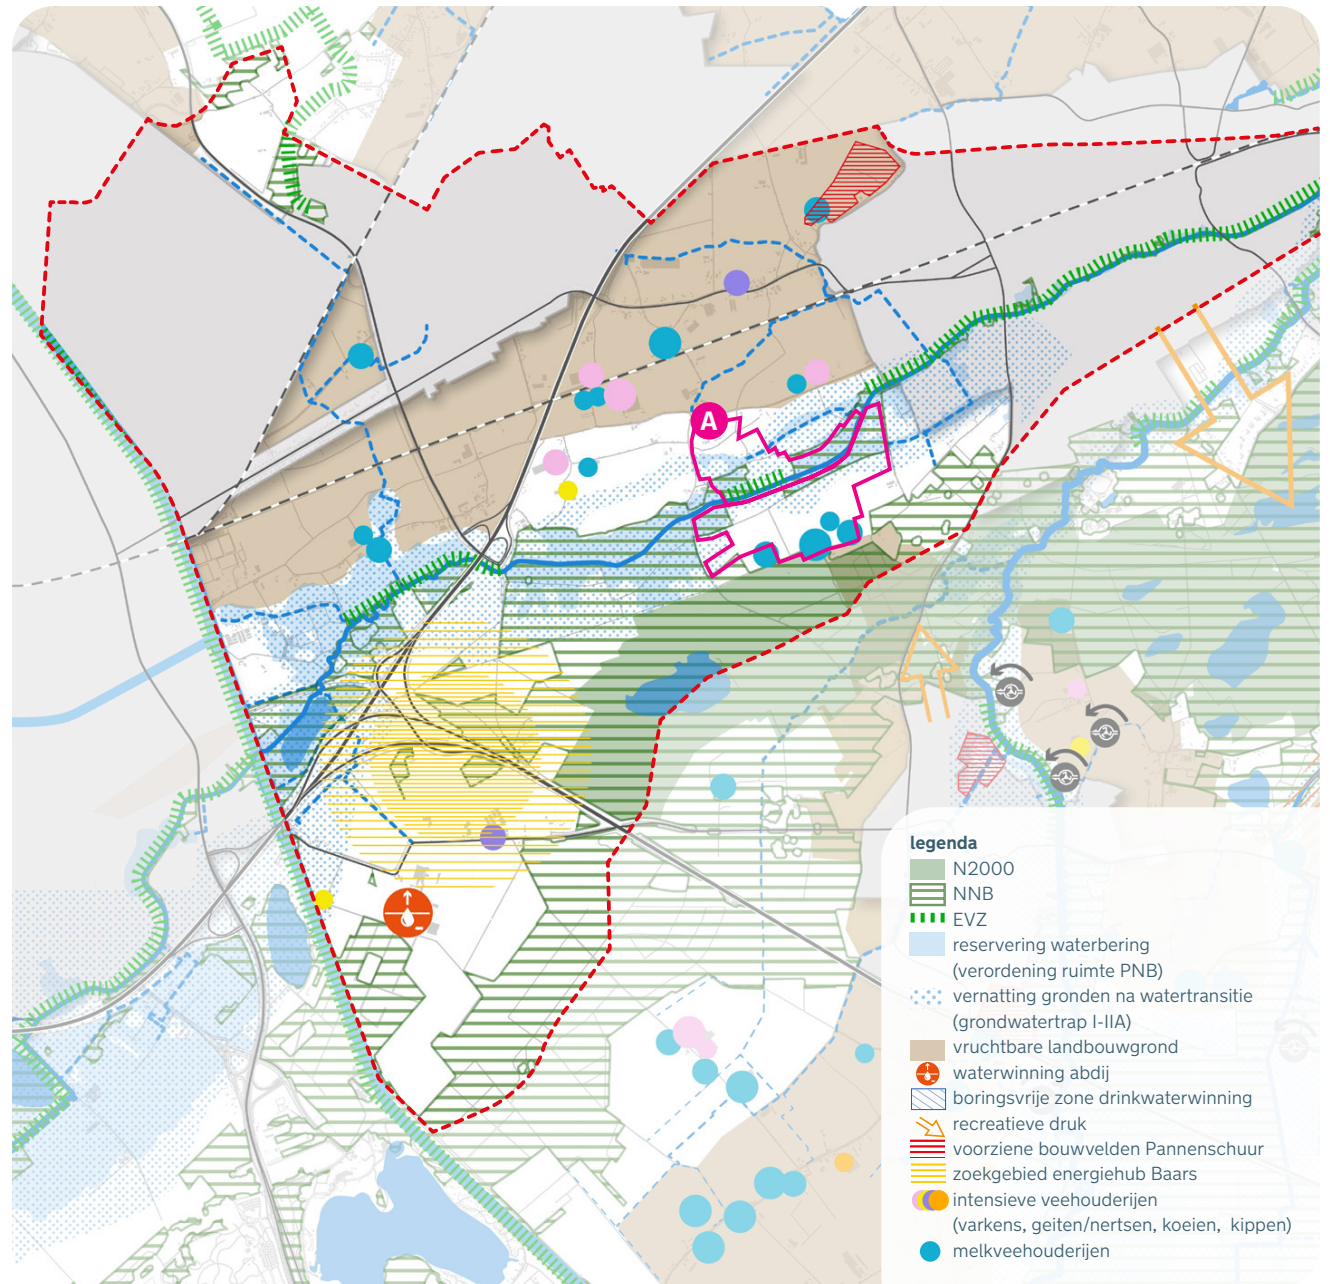 A
legenda
N2000
NNB
EVZ
reservering waterbering
(verordening ruimte PNB)
vernatting gronden na watertransitie
(grondwatertrap I-IIA)
vruchtbare landbouwgrond
waterwinning abdij
boringsvrije zone drinkwaterwinning
recreatieve druk
voorziene bouwvelden Pannenschuur
zoekgebied energiehub Baars
intensieve veehouderijen
(varkens, geiten/nertsen, koeien, kippen)
melkveehouderijen